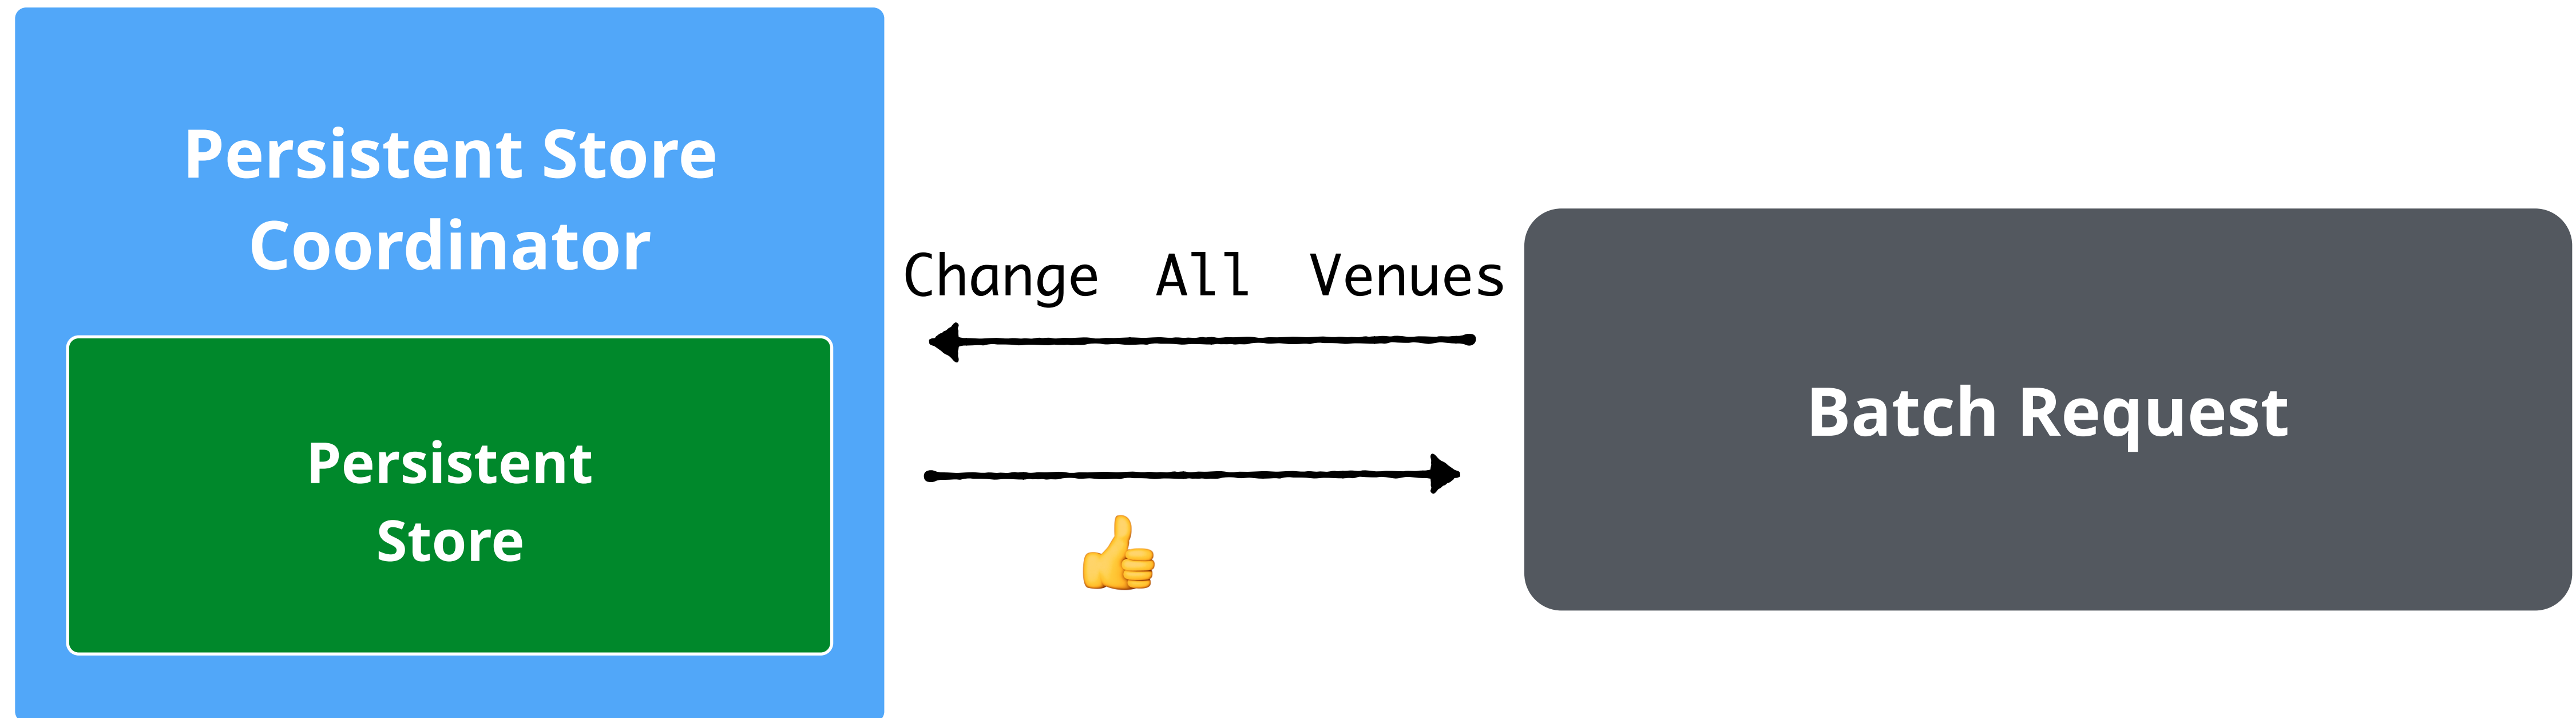 Persistent Store
Coordinator
Persistent
Store
Change All Venues
Batch Request